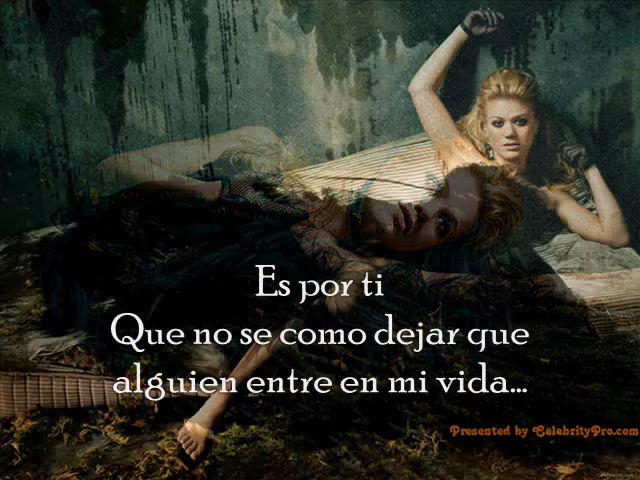 Es por ti
Que no se como dejar que
alguien entre en mi vida...
Presented by CelebrityPro.com